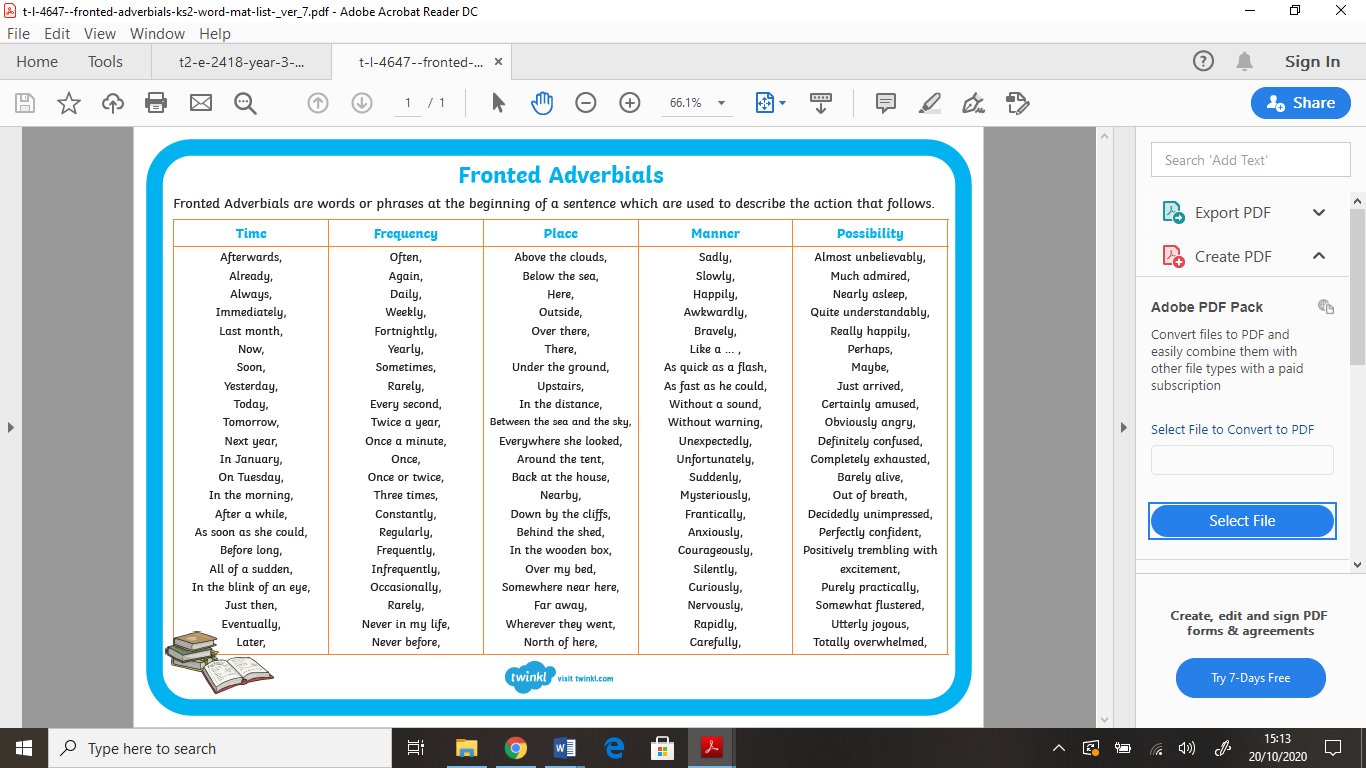 t-l-4647--fronted-adverbials-ks2-word-mat-list-_ver_7.pdf - Adobe Acrobat Reader DC
File Edit View Window Help
Home Tools t2-e-2418-year-3-... t-l-4647--fronted-... Sign In
1 / 1 66.1% Share
Fronted Adverbials
Fronted Adverbials are words or phrases at the beginning of a sentence which are used to describe the action that follows.
Time Frequency Place Manner Possibility
Afterwards, Often, Above the clouds, Sadly, Almost unbelievably,
Already, Again, Below the sea, Slowly, Much admired,
Always, Daily, Here, Happily, Nearly asleep,
Immediately, Weekly, Outside, Awkwardly, Quite understandably,
Last month, Fortnightly, Over there, Bravely, Really happily,
Now, Yearly, There, Like a ... , Perhaps,
Soon, Sometimes, Under the ground, As quick as a flash, Maybe,
Yesterday, Rarely, Upstairs, As fast as he could, Just arrived,
Today, Every second, In the distance, Without a sound, Certainly amused,
Tomorrow, Twice a year, Between the sea and the sky, Without warning, Obviously angry,
Next year, Once a minute, Everywhere she looked, Unexpectedly, Definitely confused,
In January, Once, Around the tent, Unfortunately, Completely exhausted,
On Tuesday, Once or twice, Back at the house, Suddenly, Barely alive,
In the morning, Three times, Nearby, Mysteriously, Out of breath,
After a while, Constantly, Down by the cliffs, Frantically, Decidedly unimpressed,
As soon as she could, Regularly, Behind the shed, Anxiously, Perfectly confident,
Before long, Frequently, In the wooden box, Courageously, Positively trembling with
All of a sudden, Infrequently, Over my bed, Silently, excitement,
In the blink of an eye, Occasionally, Somewhere near here, Curiously, Purely practically,
Just then, Rarely, Far away, Nervously, Somewhat flustered,
Eventually, Never in my life, Wherever they went, Rapidly, Utterly joyous,
Later, Never before, North of here, Carefully, Totally overwhelmed,
twinkl visit twinkl.com
Search 'Add Text'
Export PDF
Create PDF
Adobe PDF Pack
Convert files to PDF and
easily combine them with
other file types with a paid
subscription
Select File to Convert to PDF
Select File
Create, edit and sign PDF
forms & agreements
Try 7-Days Free
Type here to search
15:13
20/10/2020